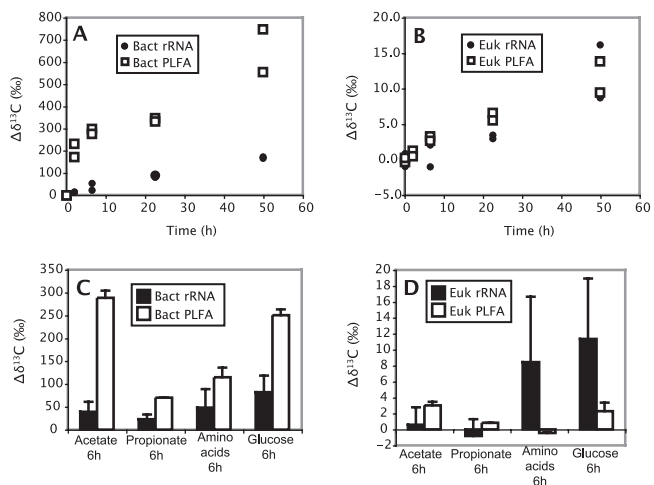 A
Bact rRNA
Bact PLFA
800
700
600
500
400
300
200
100
0
Δδ¹³C (‰)
0 10 20 30 40 50 60
Time (h)
B
Euk rRNA
Euk PLFA
20.0
15.0
10.0
5.0
0.0
-5.0
Δδ¹³C (‰)
0 10 20 30 40 50 60
Time (h)
C
Bact rRNA
Bact PLFA
350
300
250
200
150
100
50
0
Δδ¹³C (‰)
Acetate Propionate Amino Glucose
6h 6h acids 6h
6h
D
Euk rRNA
Euk PLFA
20
18
16
14
12
10
8
6
4
2
0
-2
Δδ¹³C (‰)
Acetate Propionate Amino Glucose
6h 6h acids 6h
6h